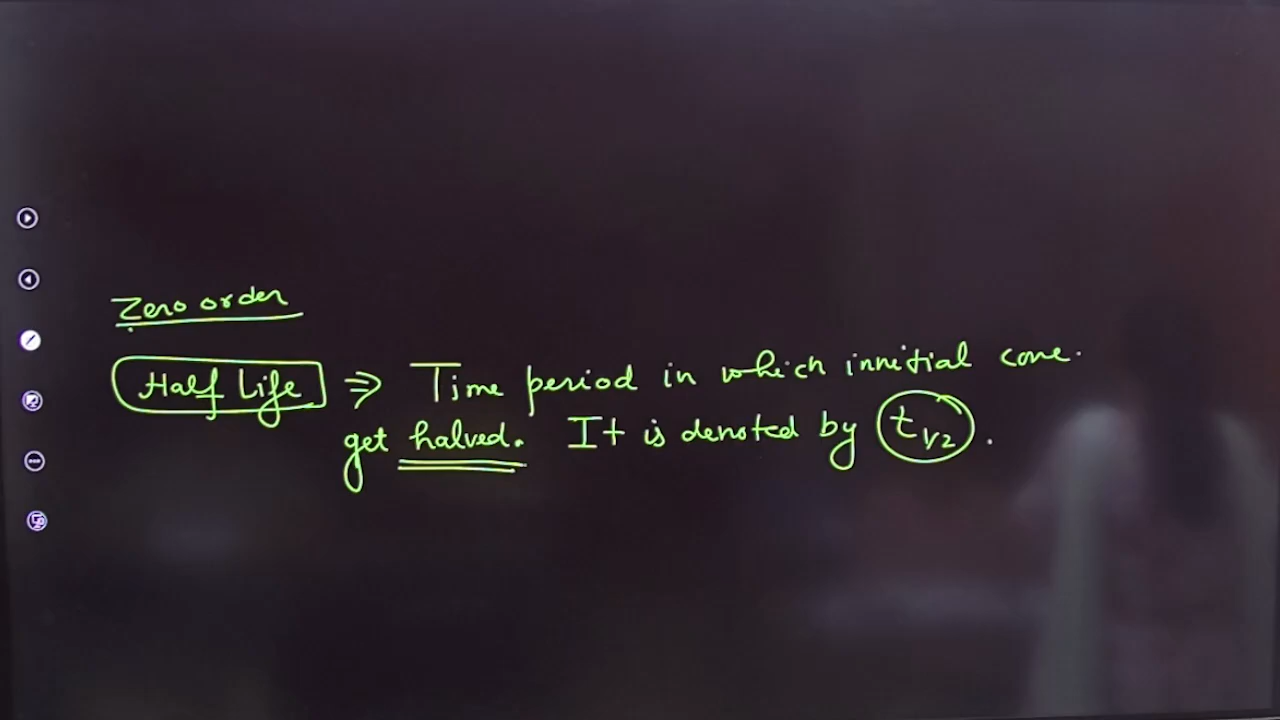 Zero order
Half Life ⇒ Time period in which innitial conc.
get halved. It is denoted by t1/2.